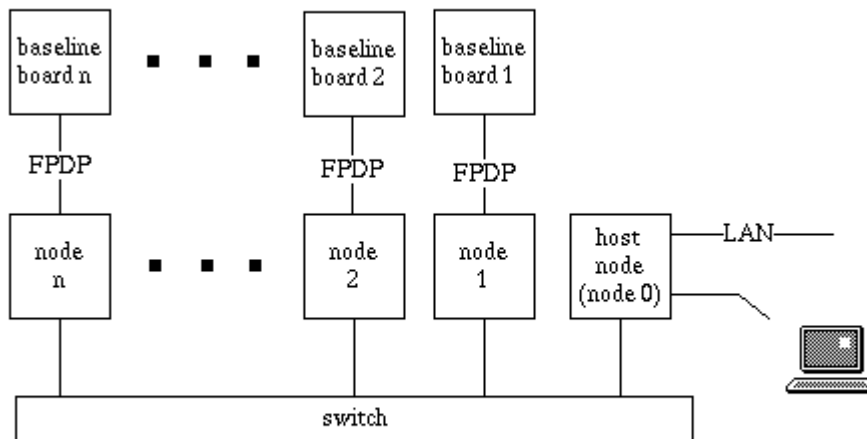 baseline
board n
baseline
board 2
baseline
board 1
FPDP
FPDP
FPDP
node
n
node
2
node
1
host
node
(node 0)
LAN
switch